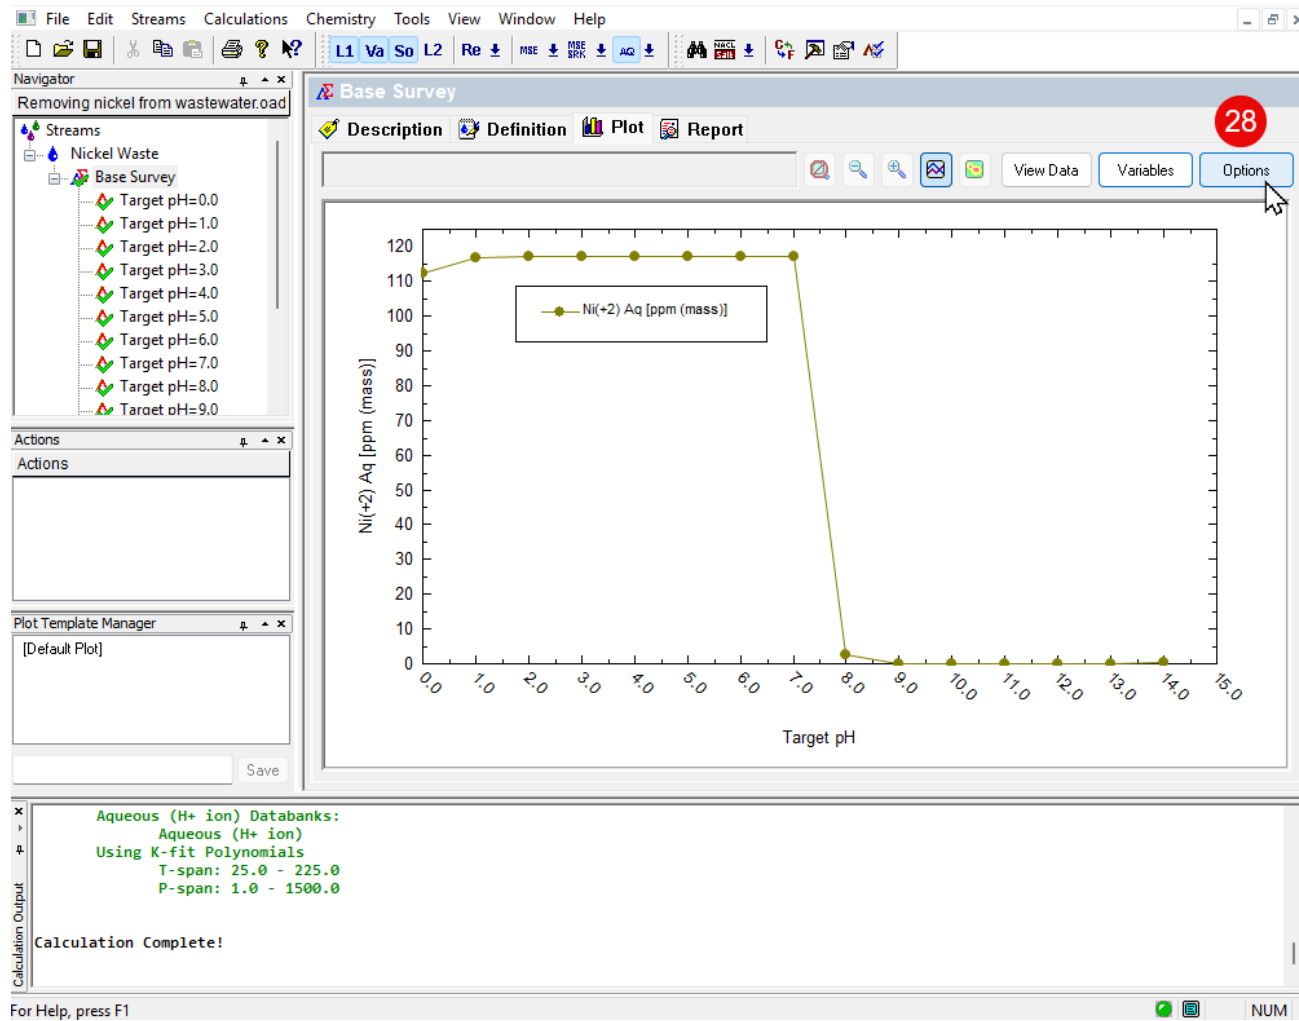 File Edit Streams Calculations Chemistry Tools View Window Help
L1 Va So L2 Re MSE MSE SRK AQ NACL Salt C F
Navigator
Removing nickel from wastewater.oad
Streams
Nickel Waste
Base Survey
Target pH=0.0
Target pH=1.0
Target pH=2.0
Target pH=3.0
Target pH=4.0
Target pH=5.0
Target pH=6.0
Target pH=7.0
Target pH=8.0
Target pH=9.0
Actions
Actions
Plot Template Manager
[Default Plot]
Save
Base Survey
Description Definition Plot Report
28
View Data Variables Options
120
110
100
90
80
70
60
50
40
30
20
10
0
Ni(+2) Aq [ppm (mass)]
Ni(+2) Aq [ppm (mass)]
0.0 1.0 2.0 3.0 4.0 5.0 6.0 7.0 8.0 9.0 10.0 11.0 12.0 13.0 14.0 15.0
Target pH
Calculation Output
Aqueous (H+ ion) Databanks:
Aqueous (H+ ion)
Using K-fit Polynomials
T-span: 25.0 - 225.0
P-span: 1.0 - 1500.0
Calculation Complete!
For Help, press F1
NUM